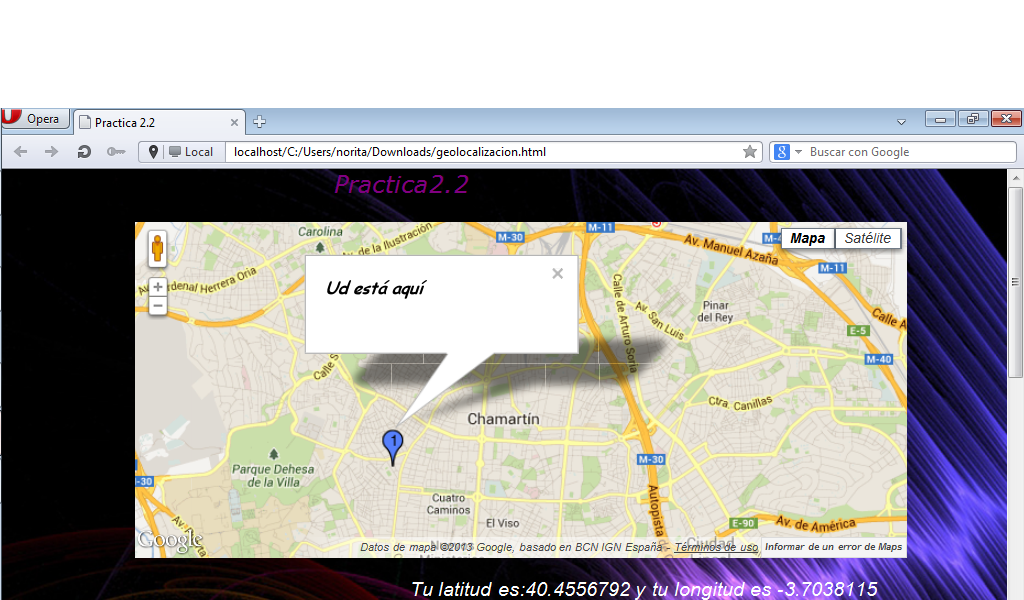 Opera
Practica 2.2
Local
localhost/C:/Users/norita/Downloads/geolocalizacion.html
8
Buscar con Google
Practica2.2
Carolina
Av. de la Ilustración
M-30
M-11
Av. Manuel Azaña
Mapa
Satélite
Cardenal Herrera Oria
M-11
Ud está aquí
Calle de Arturo Soria
Pinar
del Rey
Av. San Luis
Calle A
E-5
M-40
Calle S
Ctra. Canillas
Chamartín
1
Parque Dehesa
de la Villa
M-30
-30
Cuatro
Caminos
El Viso
Autopista
E-90
Av. de América
Ciudad
Google
Datos de mapa ©2013 Google, basado en BCN IGN España - Términos de uso
Informar de un error de Maps
Tu latitud es:40.4556792 y tu longitud es -3.7038115